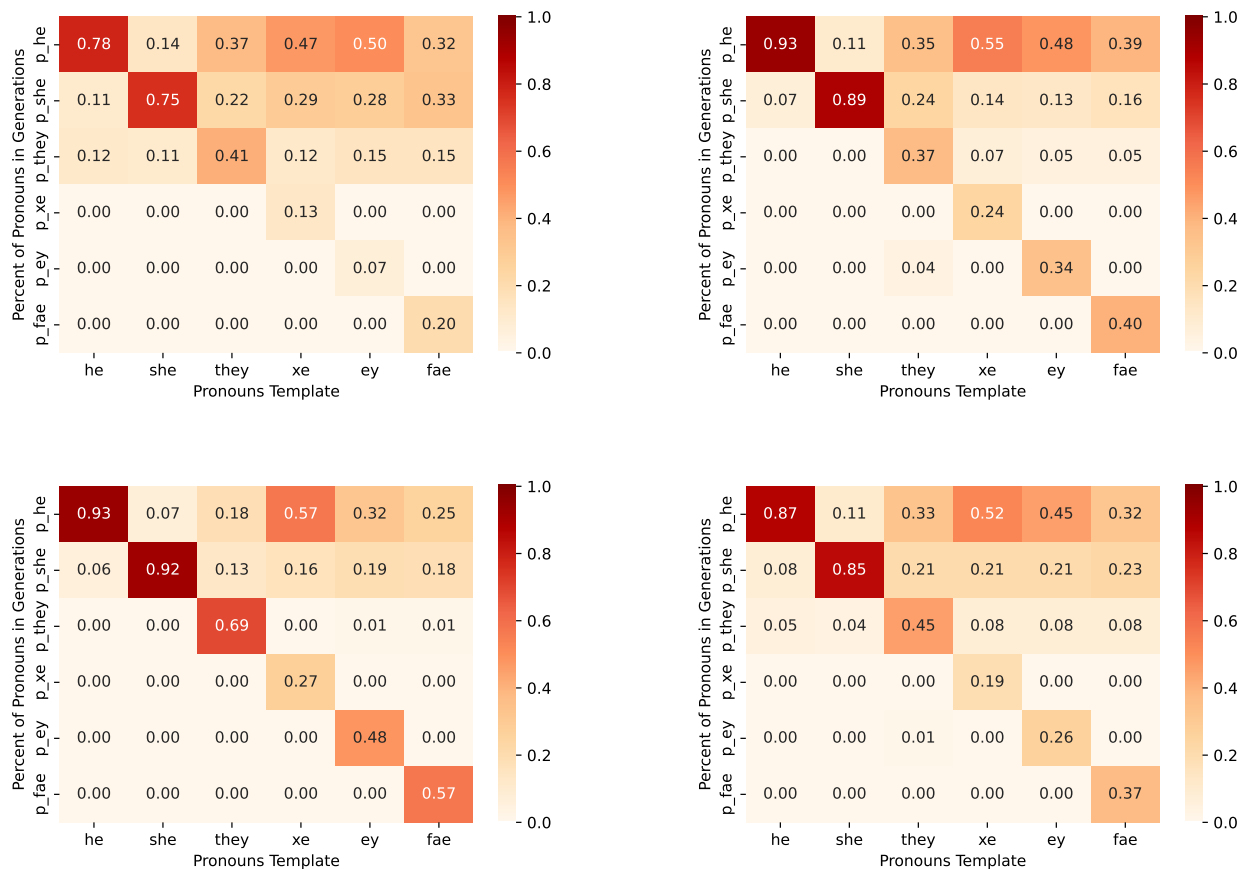 Percent of Pronouns in Generations
p_he 0.78 0.14 0.37 0.47 0.50 0.32
p_she 0.11 0.75 0.22 0.29 0.28 0.33
p_they 0.12 0.11 0.41 0.12 0.15 0.15
p_xe 0.00 0.00 0.00 0.13 0.00 0.00
p_ey 0.00 0.00 0.00 0.00 0.07 0.00
p_fae 0.00 0.00 0.00 0.00 0.00 0.20
he she they xe ey fae
Pronouns Template
1.0
0.8
0.6
0.4
0.2
0.0
Percent of Pronouns in Generations
p_he 0.93 0.11 0.35 0.55 0.48 0.39
p_she 0.07 0.89 0.24 0.14 0.13 0.16
p_they 0.00 0.00 0.37 0.07 0.05 0.05
p_xe 0.00 0.00 0.00 0.24 0.00 0.00
p_ey 0.00 0.00 0.04 0.00 0.34 0.00
p_fae 0.00 0.00 0.00 0.00 0.00 0.40
he she they xe ey fae
Pronouns Template
1.0
0.8
0.6
0.4
0.2
0.0
Percent of Pronouns in Generations
p_he 0.93 0.07 0.18 0.57 0.32 0.25
p_she 0.06 0.92 0.13 0.16 0.19 0.18
p_they 0.00 0.00 0.69 0.00 0.01 0.01
p_xe 0.00 0.00 0.00 0.27 0.00 0.00
p_ey 0.00 0.00 0.00 0.00 0.48 0.00
p_fae 0.00 0.00 0.00 0.00 0.00 0.57
he she they xe ey fae
Pronouns Template
1.0
0.8
0.6
0.4
0.2
0.0
Percent of Pronouns in Generations
p_he 0.87 0.11 0.33 0.52 0.45 0.32
p_she 0.08 0.85 0.21 0.21 0.21 0.23
p_they 0.05 0.04 0.45 0.08 0.08 0.08
p_xe 0.00 0.00 0.00 0.19 0.00 0.00
p_ey 0.00 0.00 0.01 0.00 0.26 0.00
p_fae 0.00 0.00 0.00 0.00 0.00 0.37
he she they xe ey fae
Pronouns Template
1.0
0.8
0.6
0.4
0.2
0.0